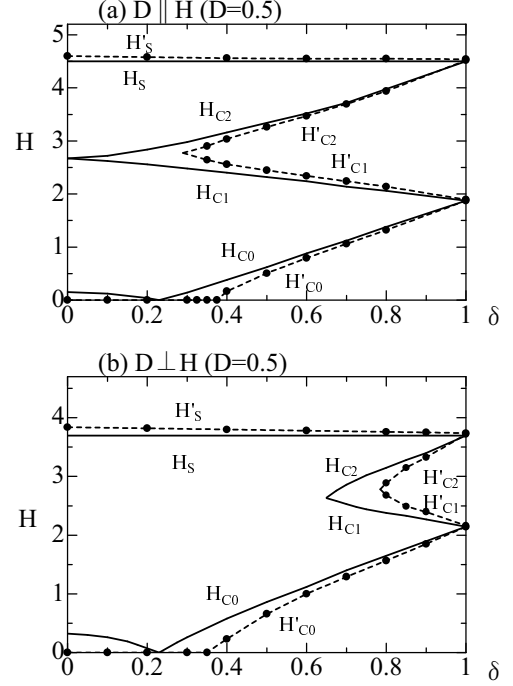 (a) D ∥ H (D=0.5)
5
H'S
4
HS
HC2
3
H'C2
H
H'C1
2
HC1
HC0
1
H'C0
0
0 0.2 0.4 0.6 0.8 1 δ
(b) D ⊥ H (D=0.5)
4
H'S
HS
HC2
3
H'C2
H'C1
H
HC1
2
HC0
1
H'C0
0
0 0.2 0.4 0.6 0.8 1 δ